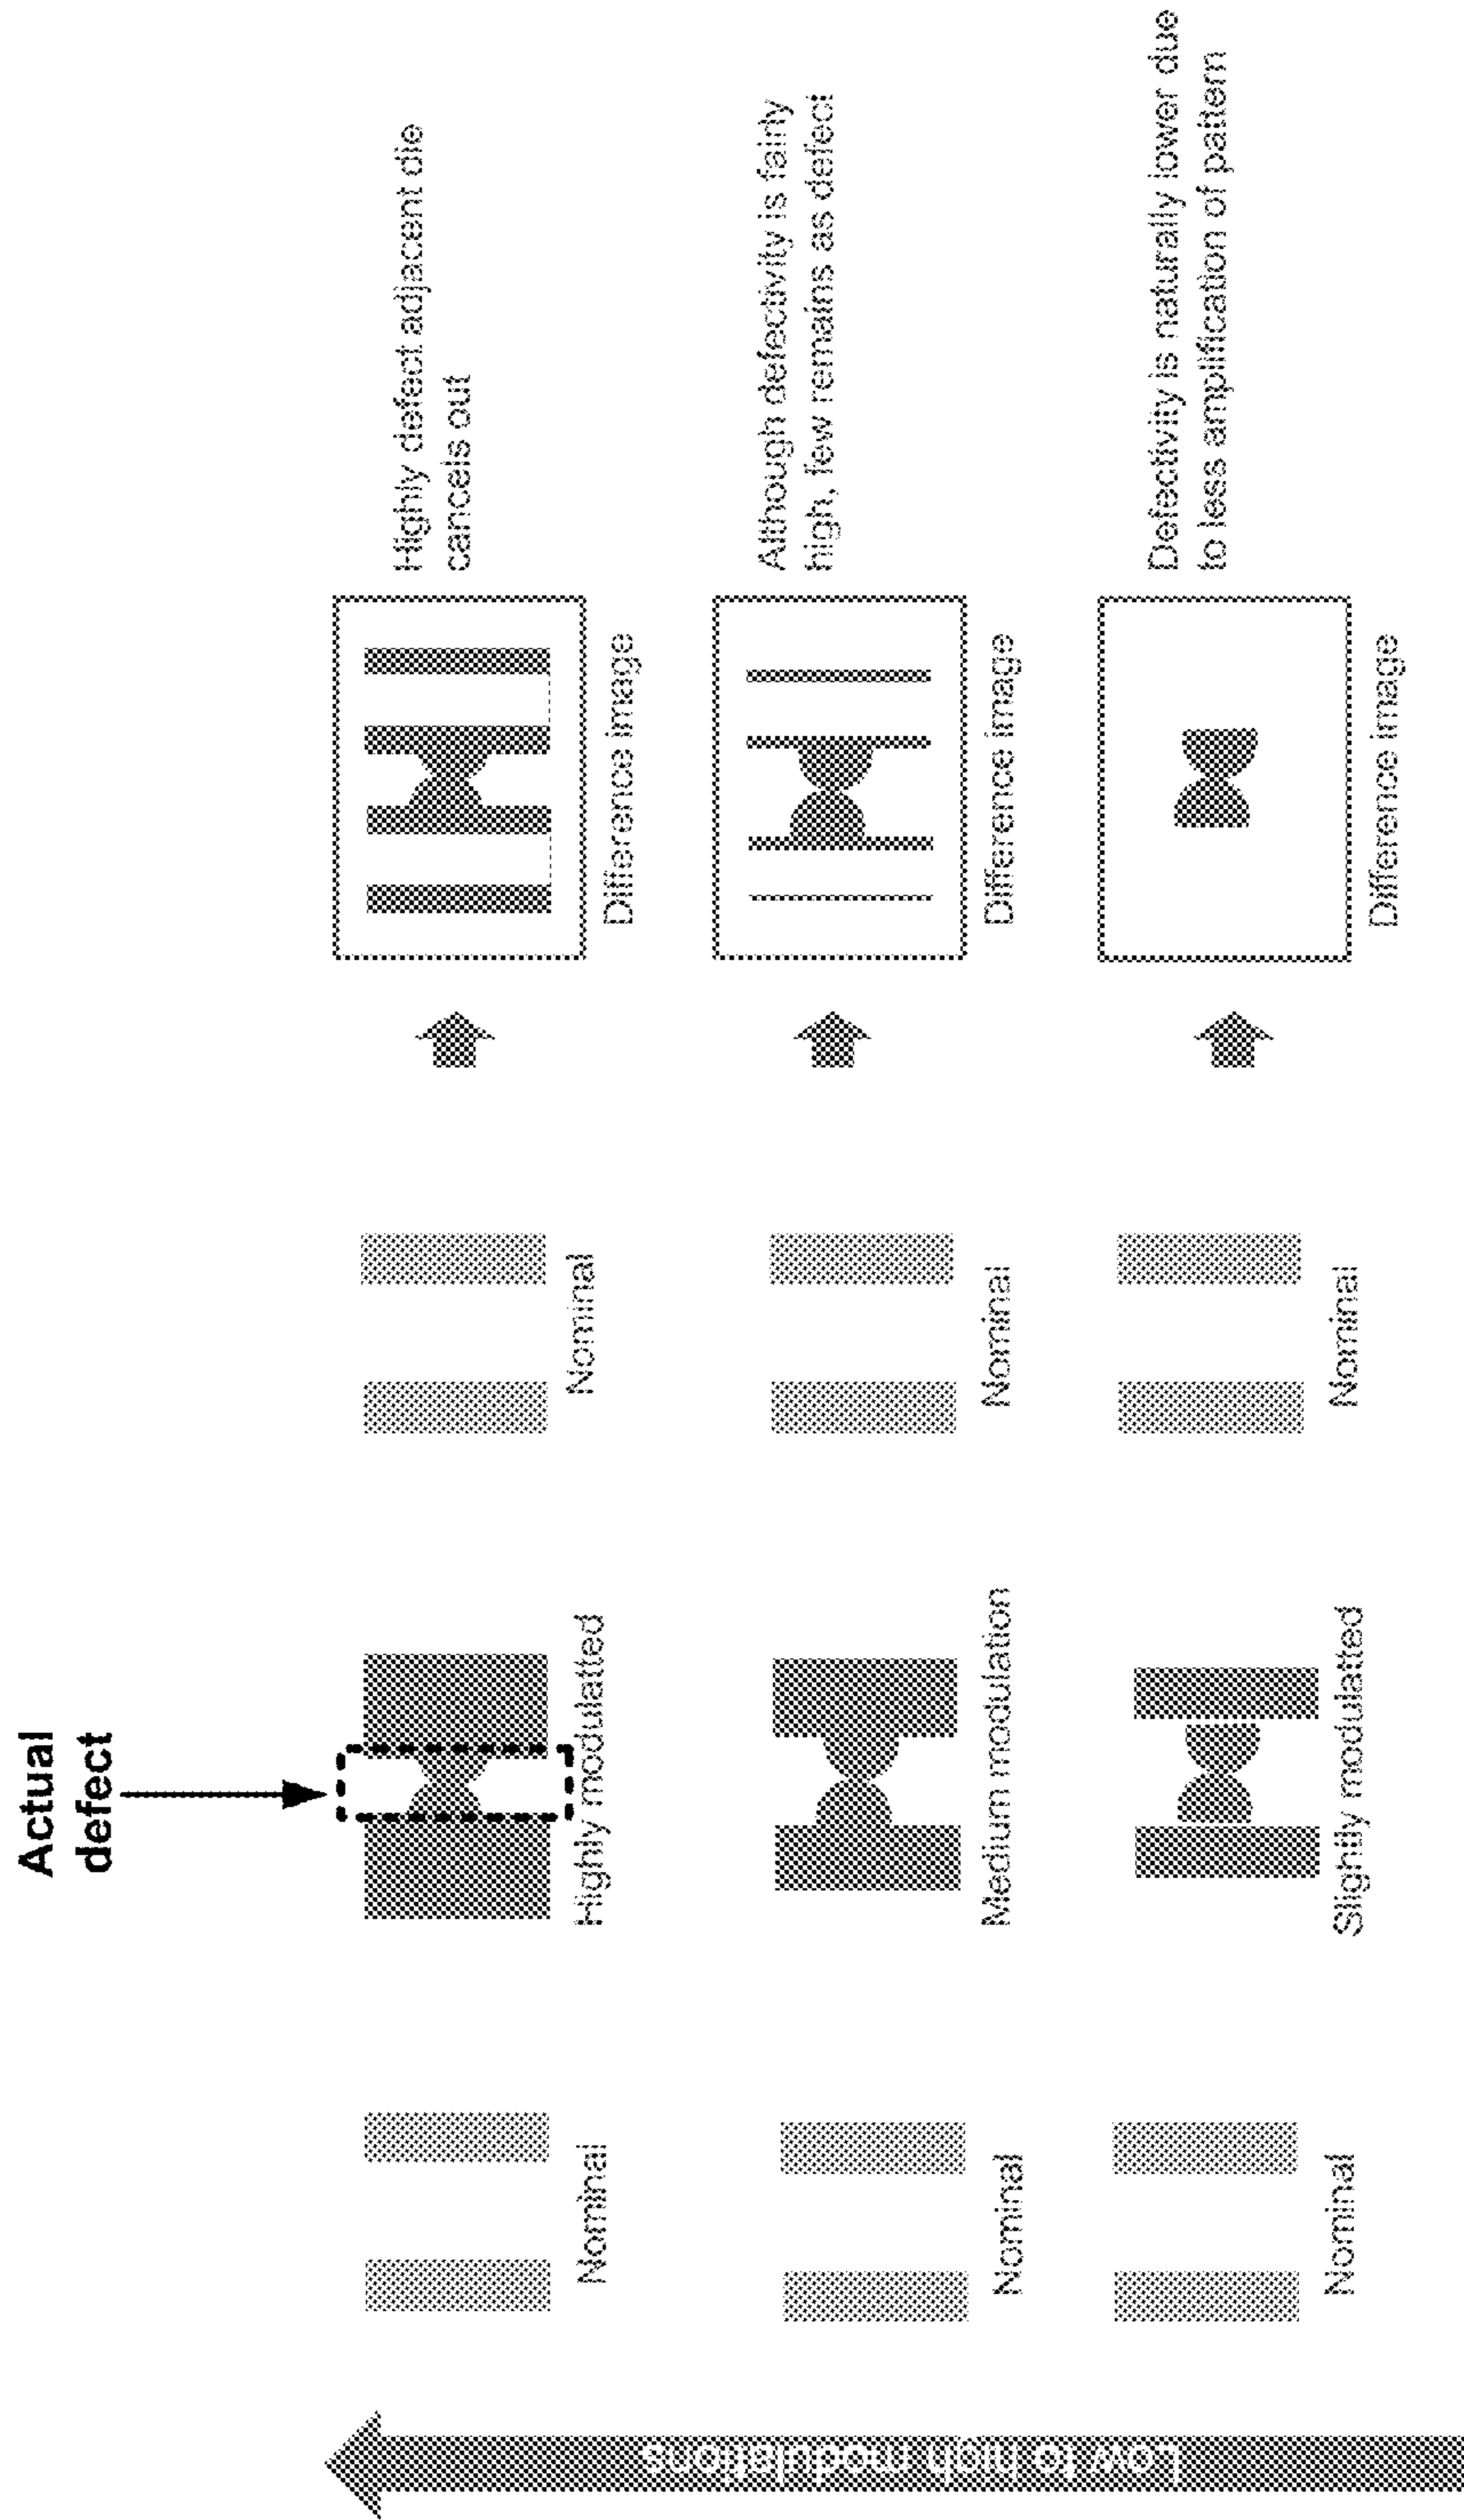 Actual
defect
Low to high modulations
Nominal
Highly modulatted
Nominal
Difference image
Highly defect adjacent die
cancels out
Nominal
Medium modulation
Nominal
Difference image
Although defectivity is fairly
high, few remains as defect
Nominal
Slightly modulatted
Nominal
Difference image
Defectivity is naturally lower due
to less amplification of pattern